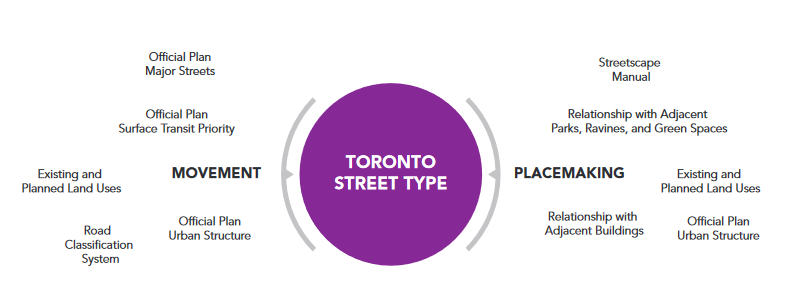 Official Plan
Major Streets
Official Plan
Surface Transit Priority
Existing and
Planned Land Uses
MOVEMENT
Road
Classification
System
Official Plan
Urban Structure
TORONTO
STREET TYPE
Streetscape
Manual
Relationship with Adjacent
Parks, Ravines, and Green Spaces
PLACEMAKING
Existing and
Planned Land Uses
Relationship with
Adjacent Buildings
Official Plan
Urban Structure